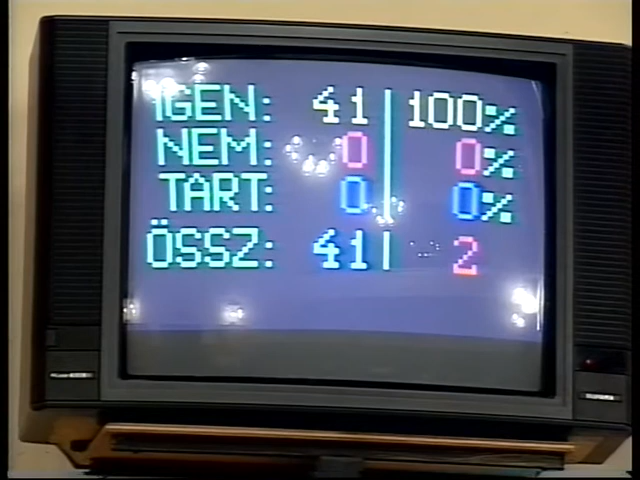 IGEN: 41 | 100%
NEM: 0 | 0%
TART: 0 | 0%
ÖSSZ: 41 | 2